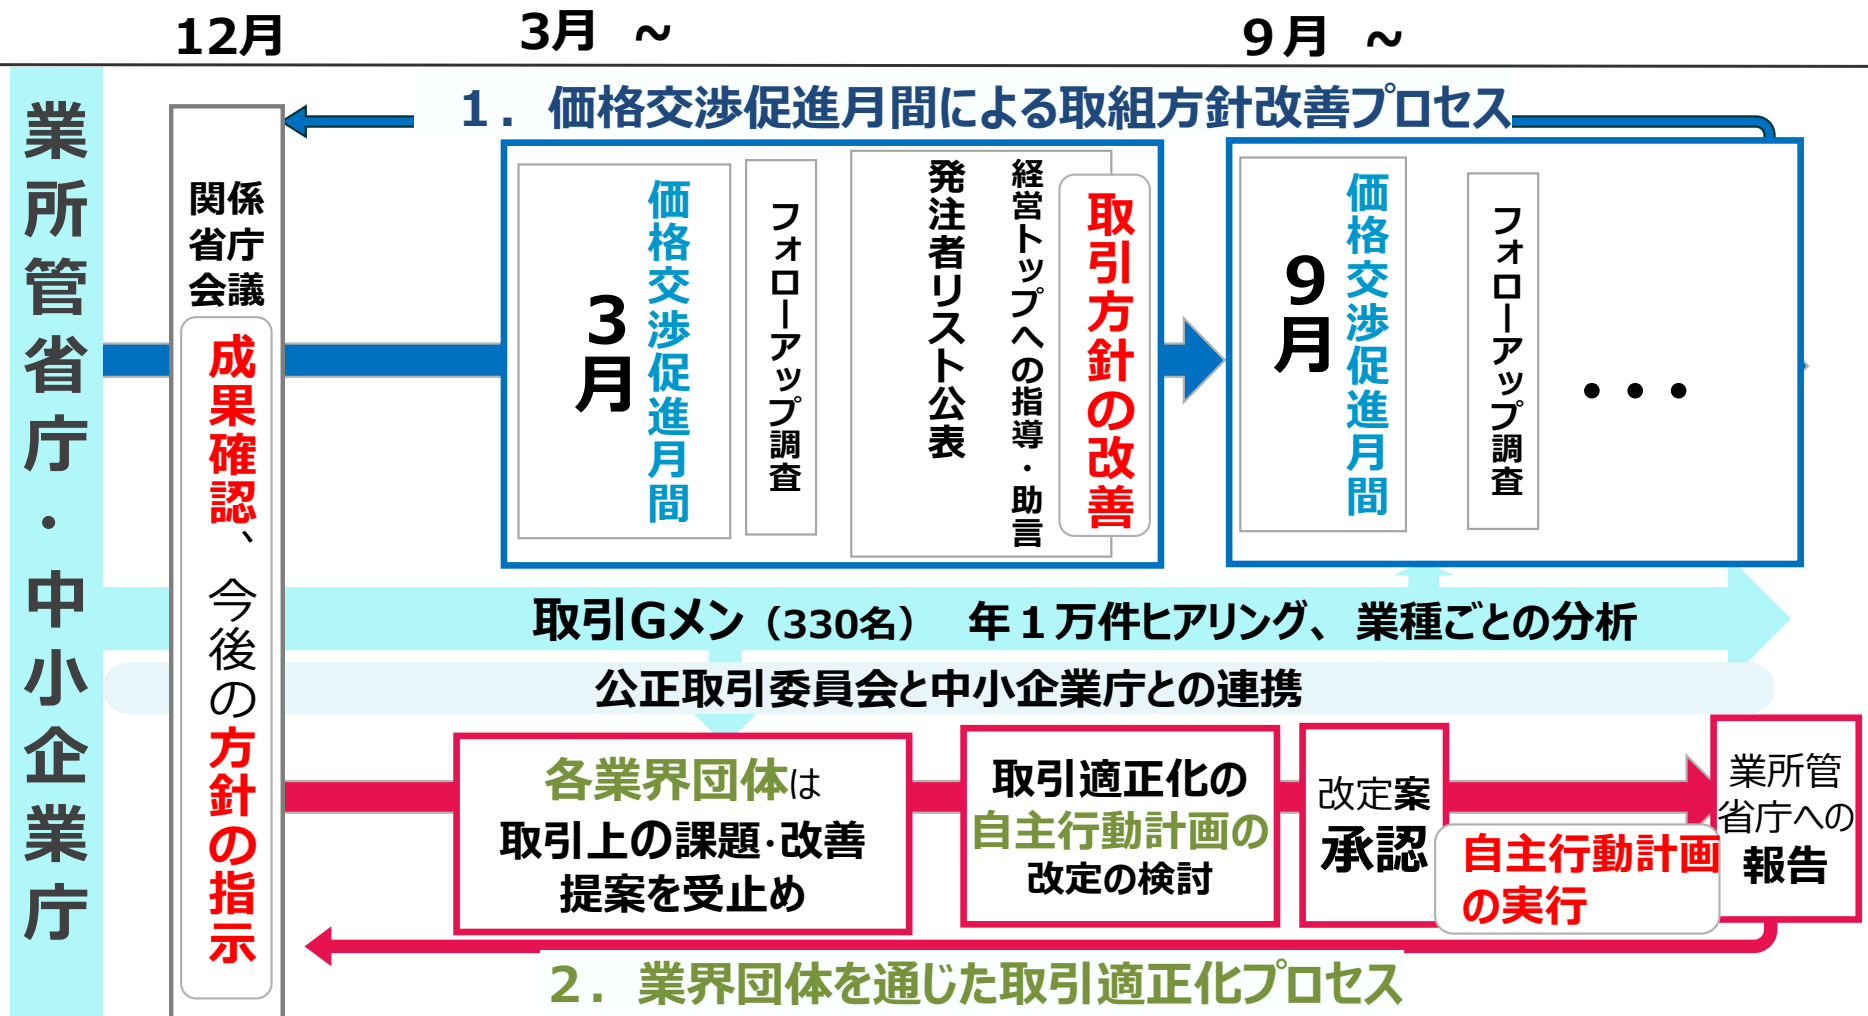 12月
3月 ~
９月 ~
業所管省庁・中小企業庁
関係
省庁
会議
成果確認、今後の方針の指示
１．価格交渉促進月間による取組方針改善プロセス
価格交渉促進月間
3月
フォローアップ調査
経営トップへの指導・助言
発注者リスト公表
取引方針の改善
価格交渉促進月間
9月
フォローアップ調査
・・・
取引Gメン（330名）　年１万件ヒアリング、業種ごとの分析
公正取引委員会と中小企業庁との連携
各業界団体は
取引上の課題・改善
提案を受止め
取引適正化の
自主行動計画の
改定の検討
改定案
承認
自主行動計画
の実行
業所管
省庁への
報告
２．業界団体を通じた取引適正化プロセス